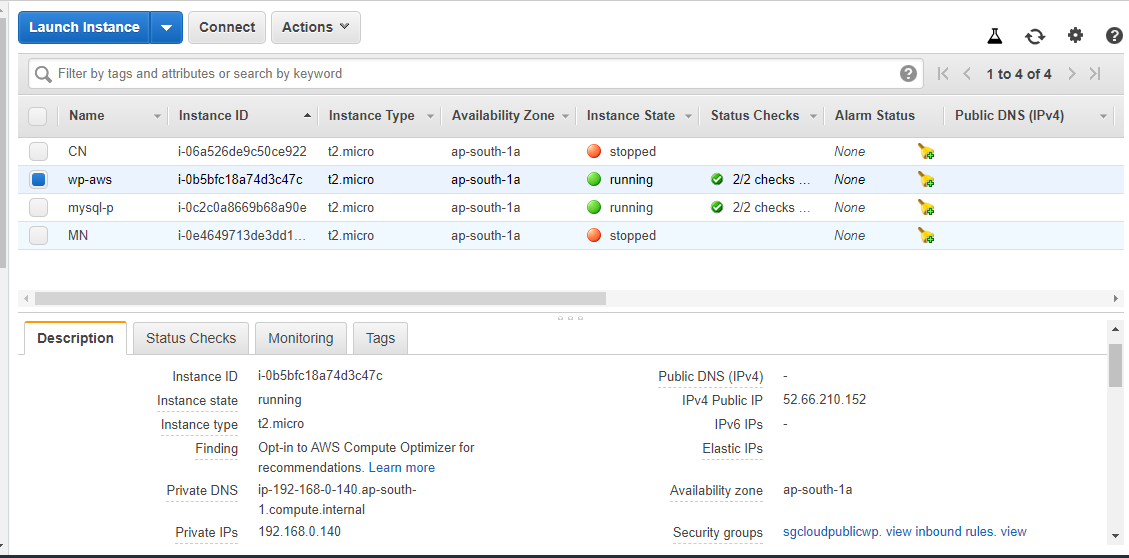 Launch Instance Connect Actions
Filter by tags and attributes or search by keyword 1 to 4 of 4
Name Instance ID Instance Type Availability Zone Instance State Status Checks Alarm Status Public DNS (IPv4)
CN i-06a526de9c50ce922 t2.micro ap-south-1a stopped None
wp-aws i-0b5bfc18a74d3c47c t2.micro ap-south-1a running 2/2 checks ... None
mysql-p i-0c2c0a8669b68a90e t2.micro ap-south-1a running 2/2 checks ... None
MN i-0e4649713de3dd1... t2.micro ap-south-1a stopped None
Description Status Checks Monitoring Tags
Instance ID i-0b5bfc18a74d3c47c Public DNS (IPv4) -
Instance state running IPv4 Public IP 52.66.210.152
Instance type t2.micro IPv6 IPs -
Finding Opt-in to AWS Compute Optimizer for Elastic IPs
recommendations. Learn more
Private DNS ip-192-168-0-140.ap-south- Availability zone ap-south-1a
1.compute.internal
Private IPs 192.168.0.140 Security groups sgcloudpublicwp. view inbound rules. view